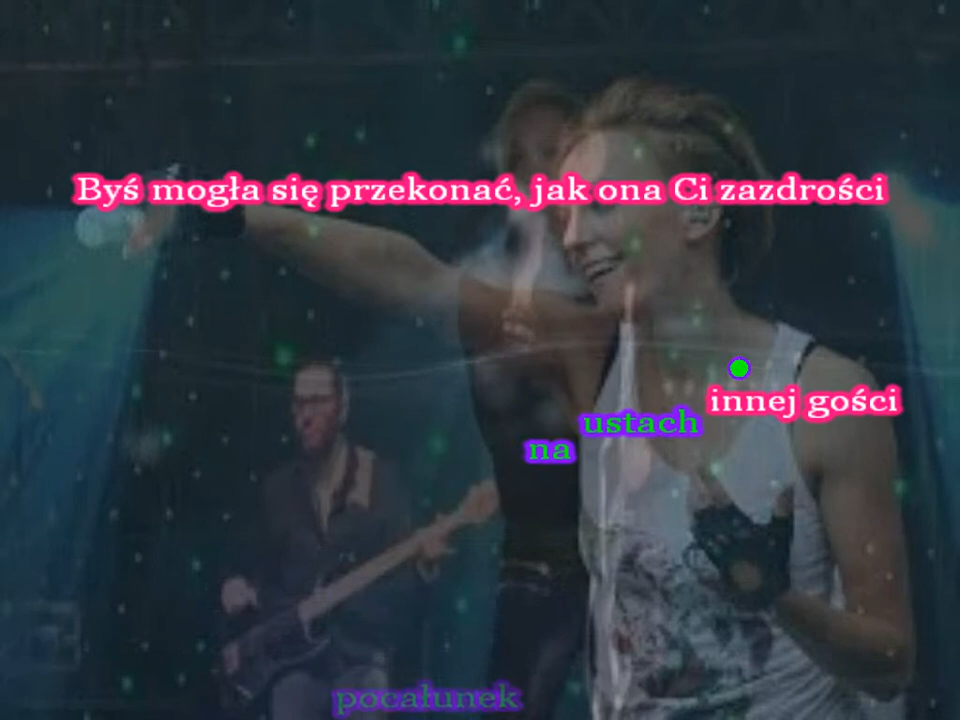 Byś mogła się przekonać, jak ona Ci zazdrości
innej gości
ustach
na
pocałunek